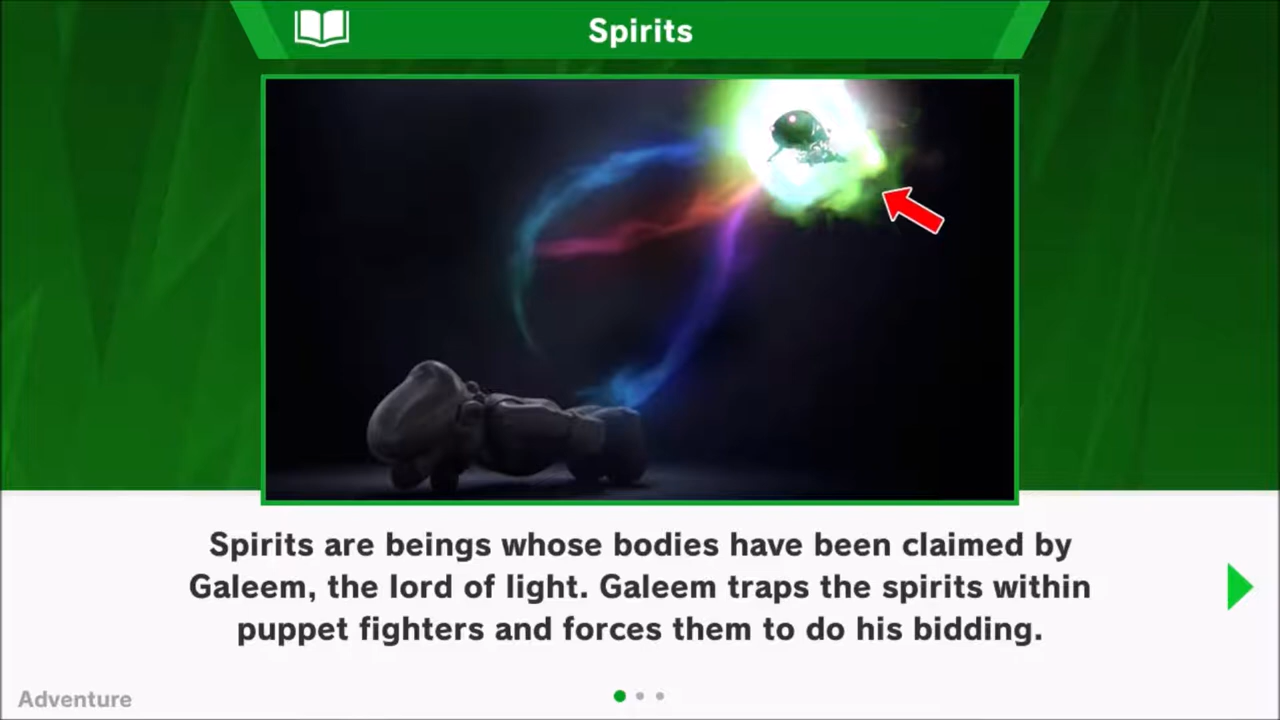 Spirits
Spirits are beings whose bodies have been claimed by
Galeem, the lord of light. Galeem traps the spirits within
puppet fighters and forces them to do his bidding.
Adventure